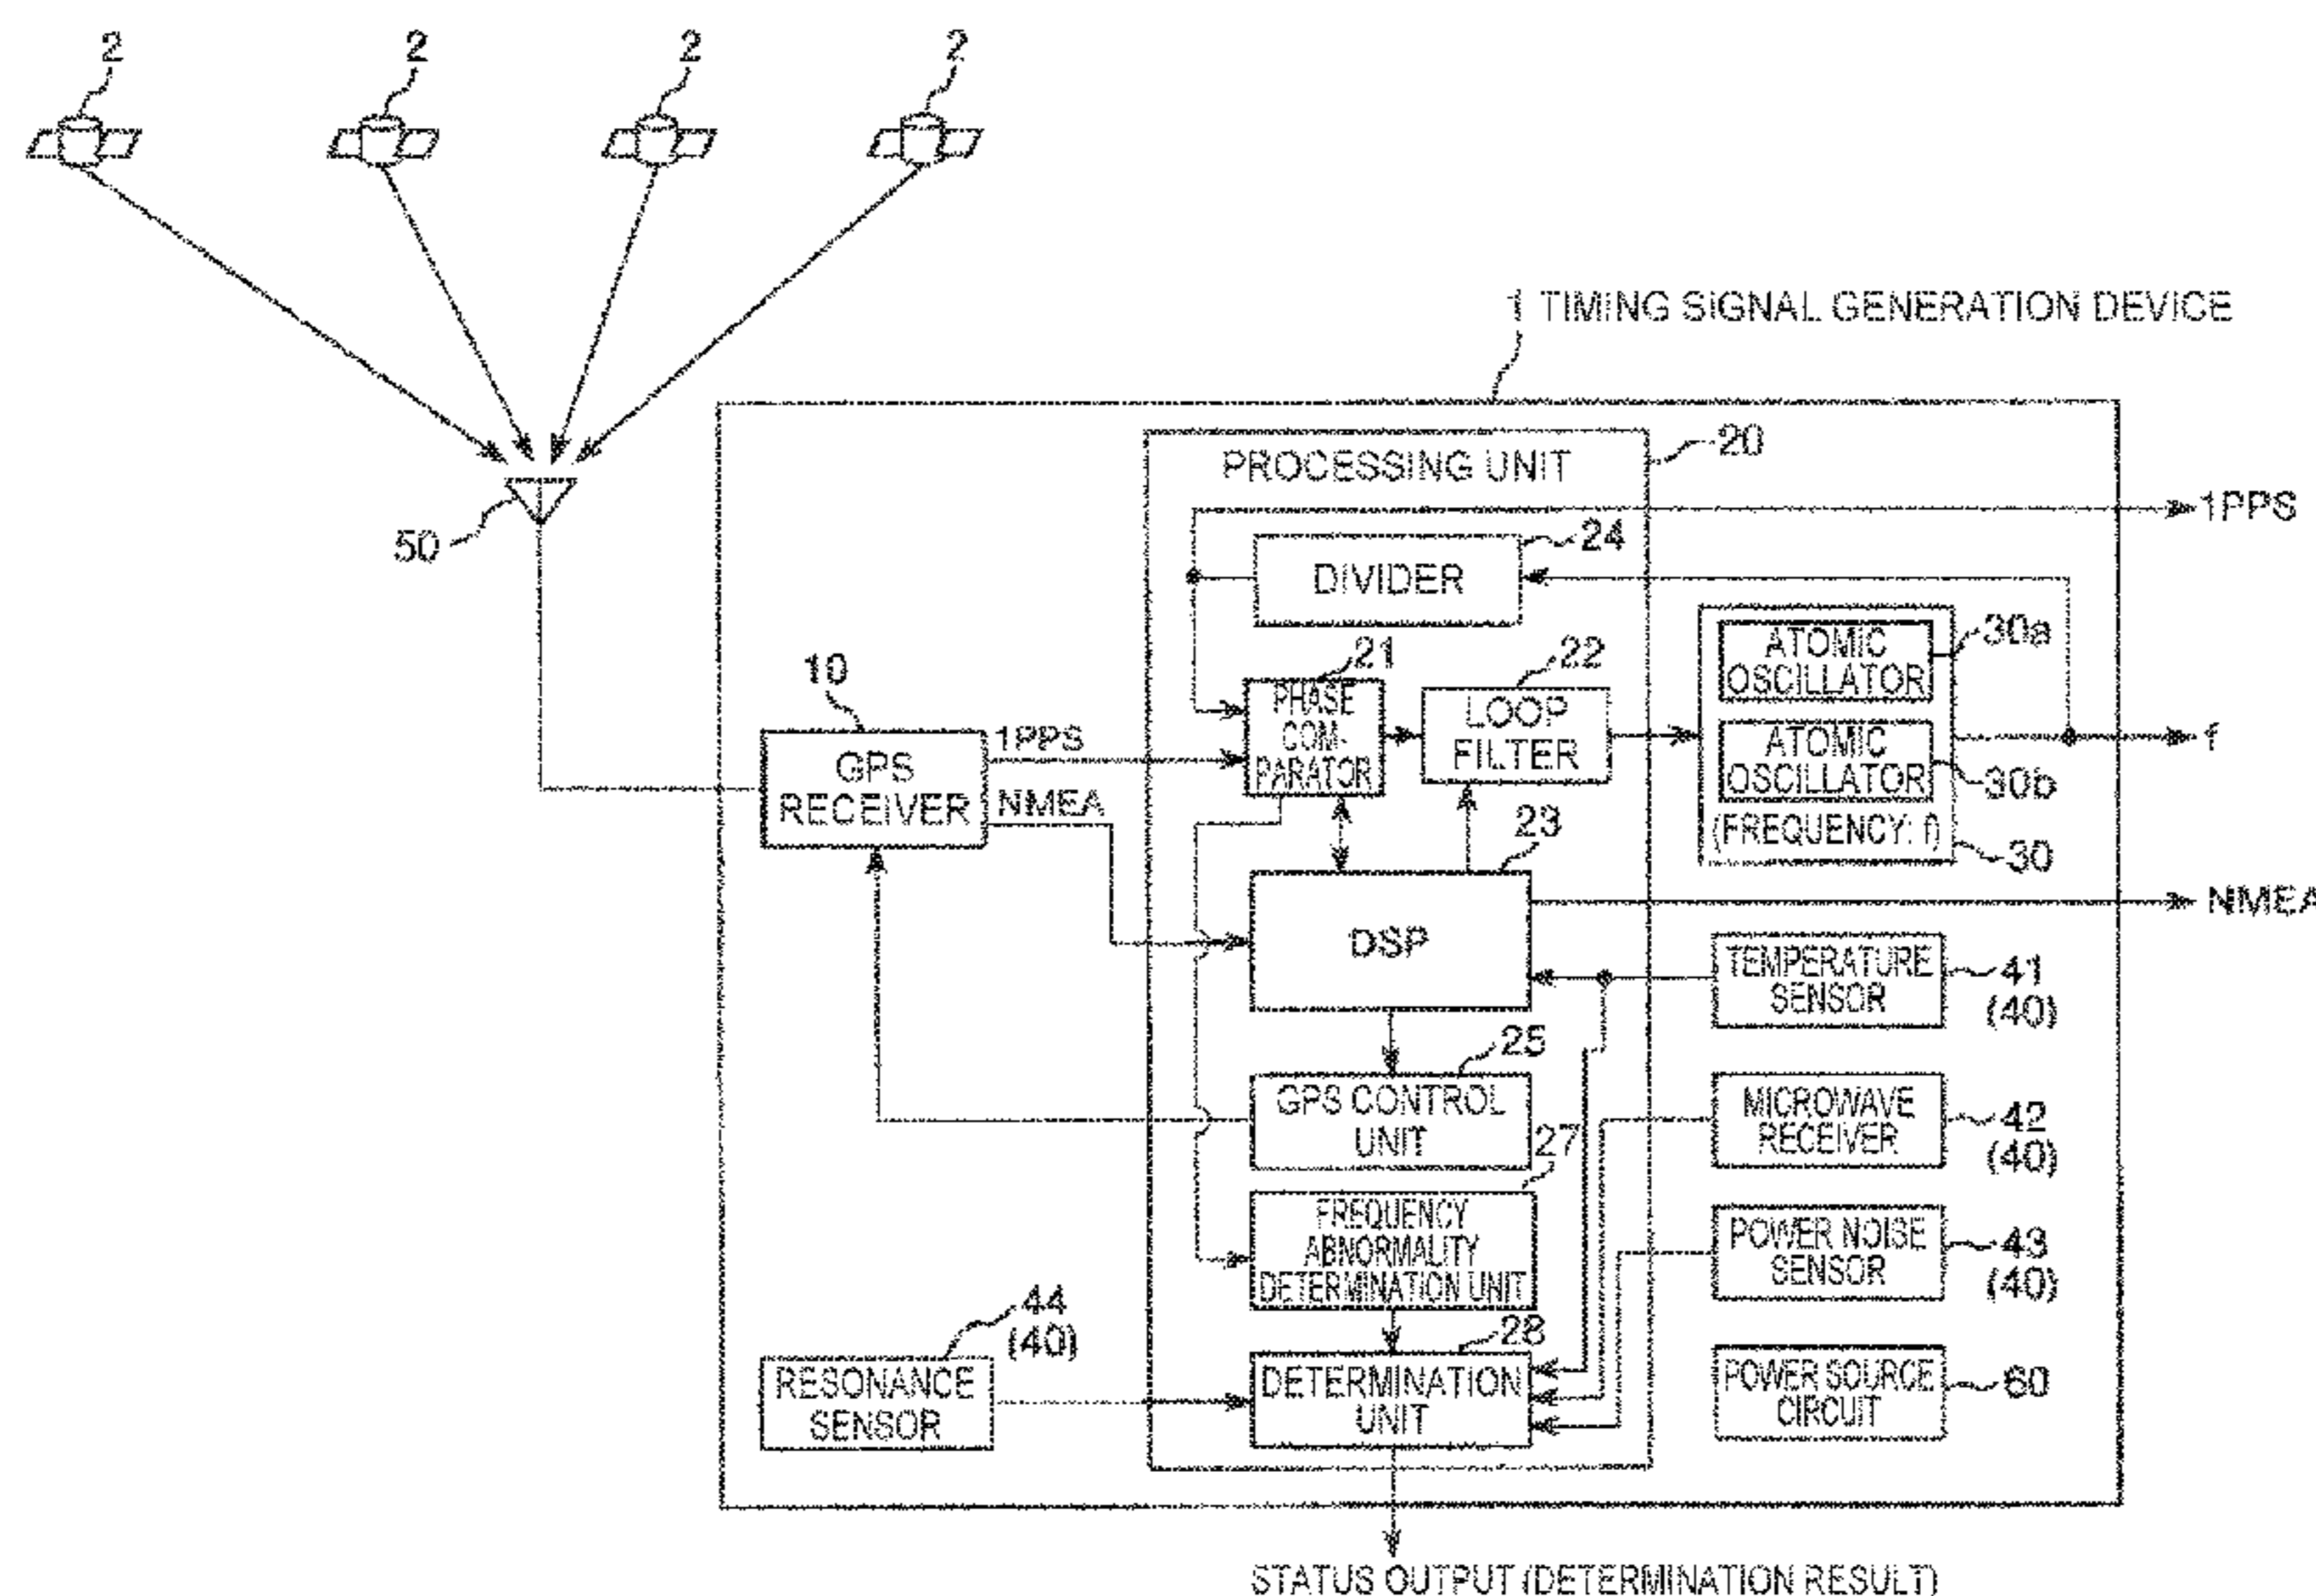 2 2 2 2
1 TIMING SIGNAL GENERATION DEVICE
20
PROCESSING UNIT
1PPS
50
24
DIVIDER
21
22
30a
ATOMIC
OSCILLATOR
10
PHASE
COM-
PARATOR
LOOP
FILTER
1PPS
GPS
RECEIVER
NMEA
f
ATOMIC
OSCILLATOR
30b
(FREQUENCY: f)
30
23
NMEA
DSP
TEMPERATURE
SENSOR
41
(40)
25
GPS CONTROL
UNIT
MICROWAVE
RECEIVER
42
(40)
27
FREQUENCY
ABNORMALITY
DETERMINATION UNIT
POWER NOISE
SENSOR
43
(40)
44
(40)
28
RESONANCE
SENSOR
DETERMINATION
UNIT
POWER SOURCE
CIRCUIT
60
STATUS OUTPUT (DETERMINATION RESULT)